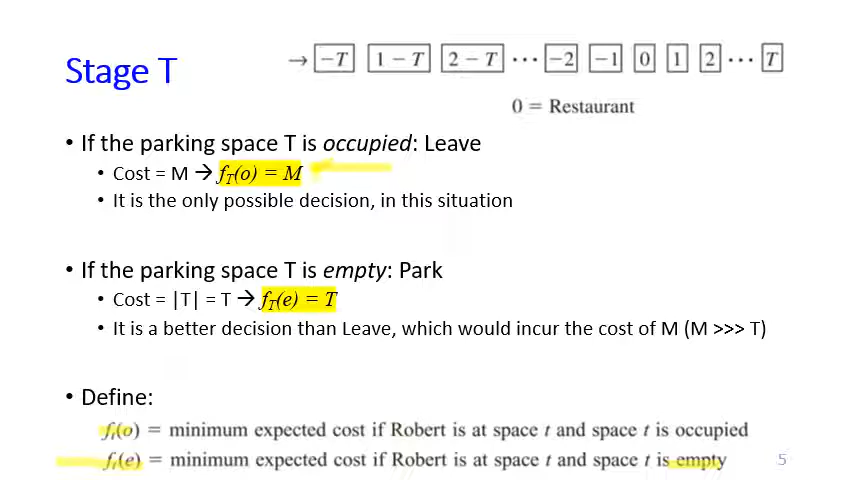 Stage T
→ −T 1 − T 2 − T ··· −2 −1 0 1 2 ··· T
0 = Restaurant
• If the parking space T is occupied: Leave
• Cost = M → fT(o) = M
• It is the only possible decision, in this situation
• If the parking space T is empty: Park
• Cost = |T| = T → fT(e) = T
• It is a better decision than Leave, which would incur the cost of M (M >>> T)
• Define:
ft(o) = minimum expected cost if Robert is at space t and space t is occupied
ft(e) = minimum expected cost if Robert is at space t and space t is empty
5